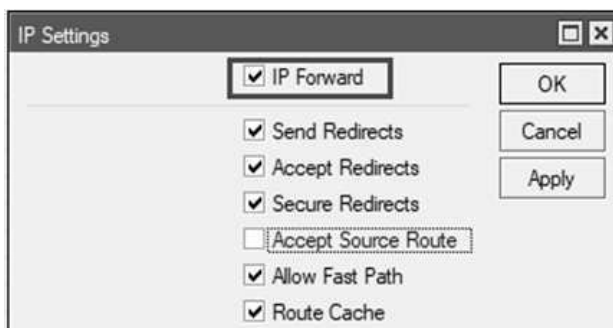 IP Settings
IP Forward
OK
Send Redirects
Cancel
Accept Redirects
Apply
Secure Redirects
Accept Source Route
Allow Fast Path
Route Cache